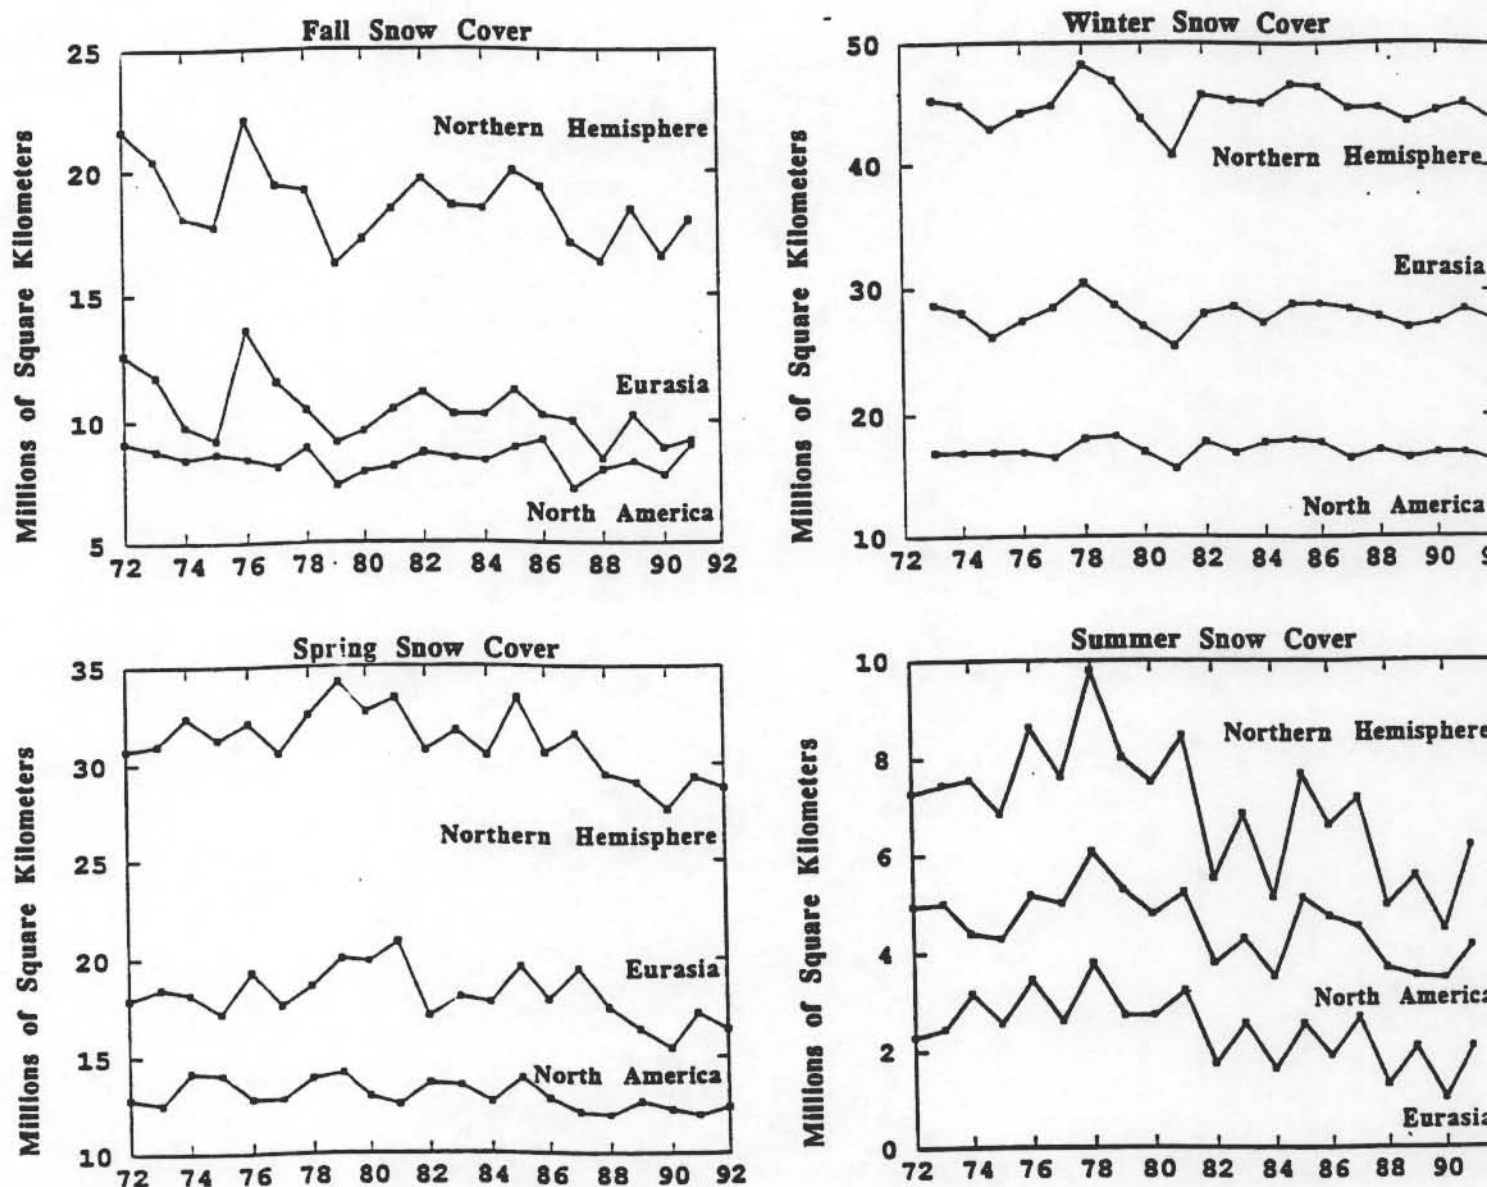 Fall Snow Cover
25
20
15
10
5
Millions of Square Kilometers
Northern Hemisphere
Eurasia
North America
72 74 76 78 80 82 84 86 88 90 92
Winter Snow Cover
50
40
30
20
10
Millions of Square Kilometers
Northern Hemisphere
Eurasia
North America
72 74 76 78 80 82 84 86 88 90
Spring Snow Cover
35
30
25
20
15
10
Millions of Square Kilometers
Northern Hemisphere
Eurasia
North America
72 74 76 78 80 82 84 86 88 90 92
Summer Snow Cover
10
8
6
4
2
0
Millions of Square Kilometers
Northern Hemisphere
North America
Eurasia
72 74 76 78 80 82 84 86 88 90